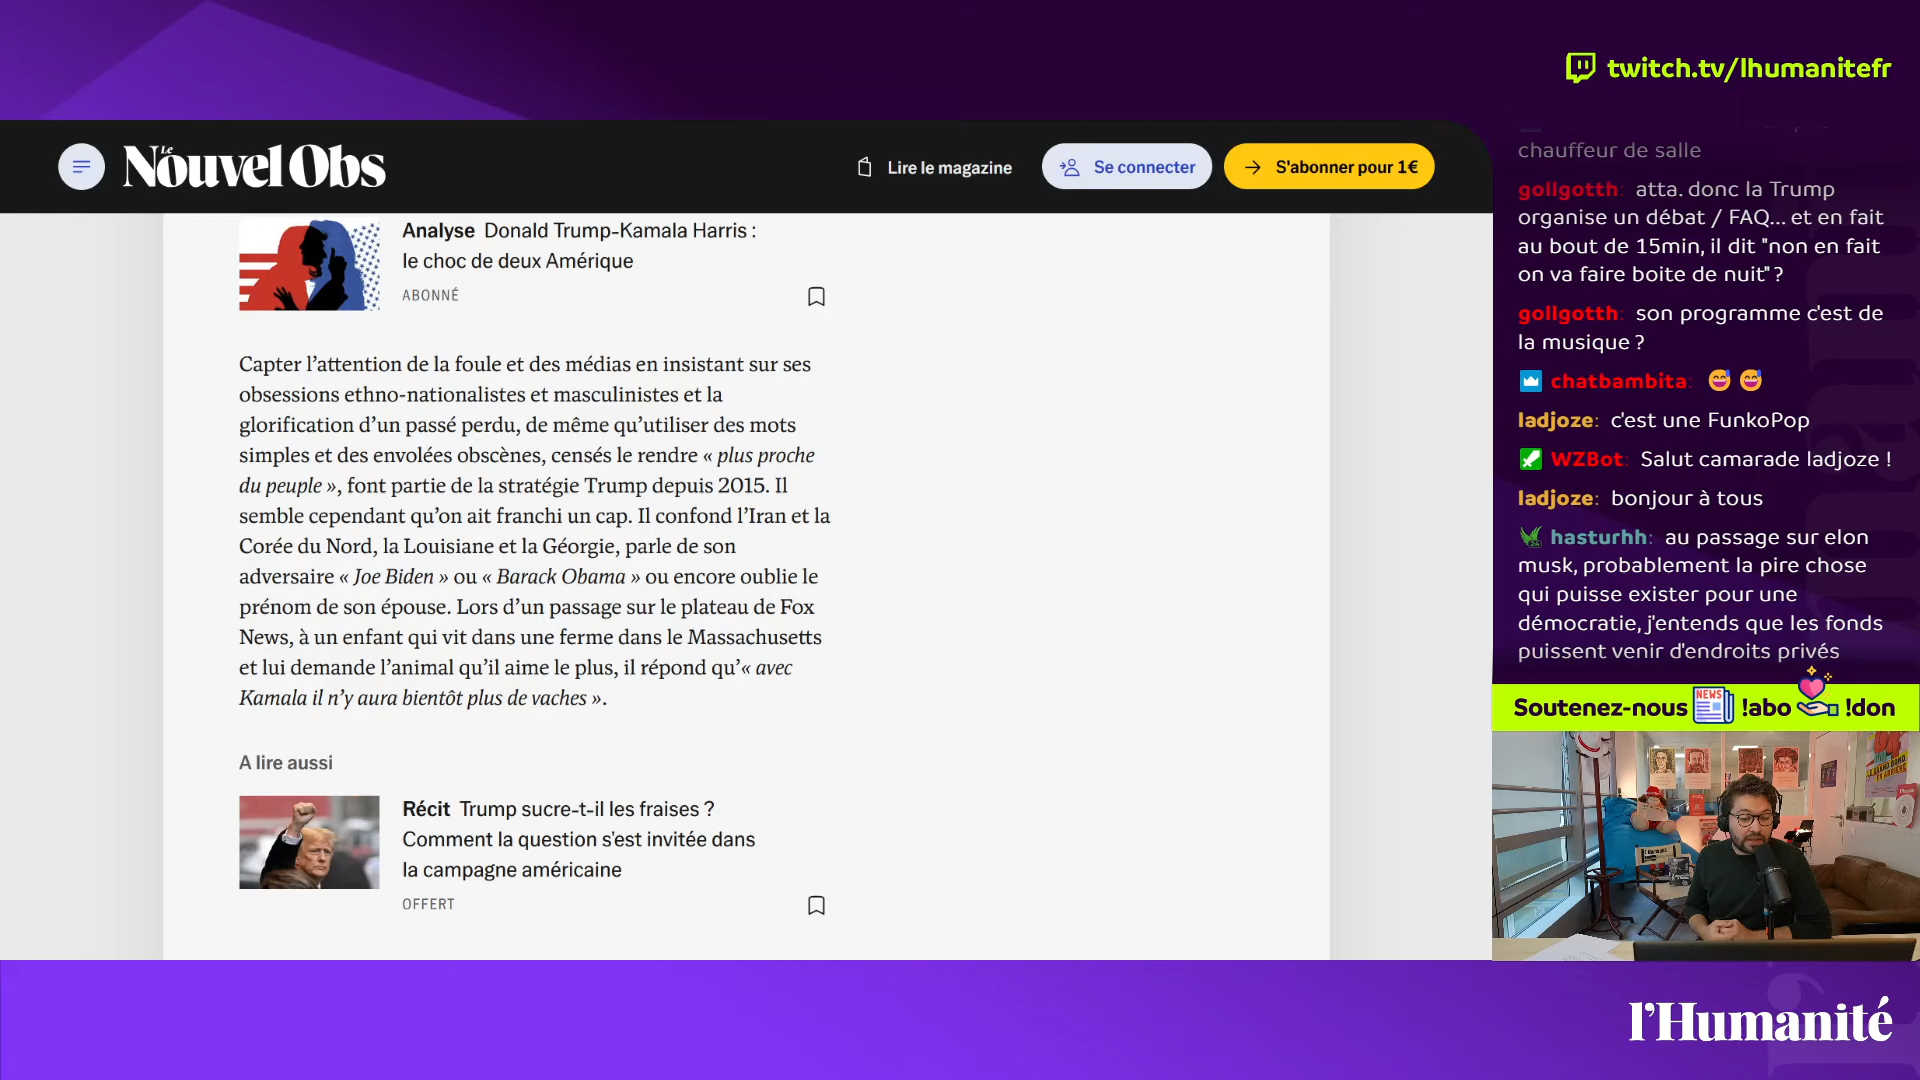 twitch.tv/lhumanitefr
Le
Nouvel Obs
Lire le magazine
Se connecter
S'abonner pour 1€
Analyse Donald Trump-Kamala Harris :
le choc de deux Amérique
ABONNÉ
Capter l’attention de la foule et des médias en insistant sur ses
obsessions ethno-nationalistes et masculinistes et la
glorification d’un passé perdu, de même qu’utiliser des mots
simples et des envolées obscènes, censés le rendre « plus proche
du peuple », font partie de la stratégie Trump depuis 2015. Il
semble cependant qu’on ait franchi un cap. Il confond l’Iran et la
Corée du Nord, la Louisiane et la Géorgie, parle de son
adversaire « Joe Biden » ou « Barack Obama » ou encore oublie le
prénom de son épouse. Lors d’un passage sur le plateau de Fox
News, à un enfant qui vit dans une ferme dans le Massachusetts
et lui demande l’animal qu’il aime le plus, il répond qu’« avec
Kamala il n’y aura bientôt plus de vaches ».
A lire aussi
Récit Trump sucre-t-il les fraises ?
Comment la question s'est invitée dans
la campagne américaine
OFFERT
chauffeur de salle
gollgotth: atta. donc la Trump
organise un débat / FAQ... et en fait
au bout de 15min, il dit "non en fait
on va faire boite de nuit" ?
gollgotth: son programme c'est de
la musique ?
chatbambita: 😅 😅
ladjoze: c'est une FunkoPop
WZBot: Salut camarade ladjoze !
ladjoze: bonjour à tous
hasturhh: au passage sur elon
musk, probablement la pire chose
qui puisse exister pour une
démocratie, j'entends que les fonds
puissent venir d'endroits privés
Soutenez-nous NEWS !abo !don
l'Humanité
l'Humanité